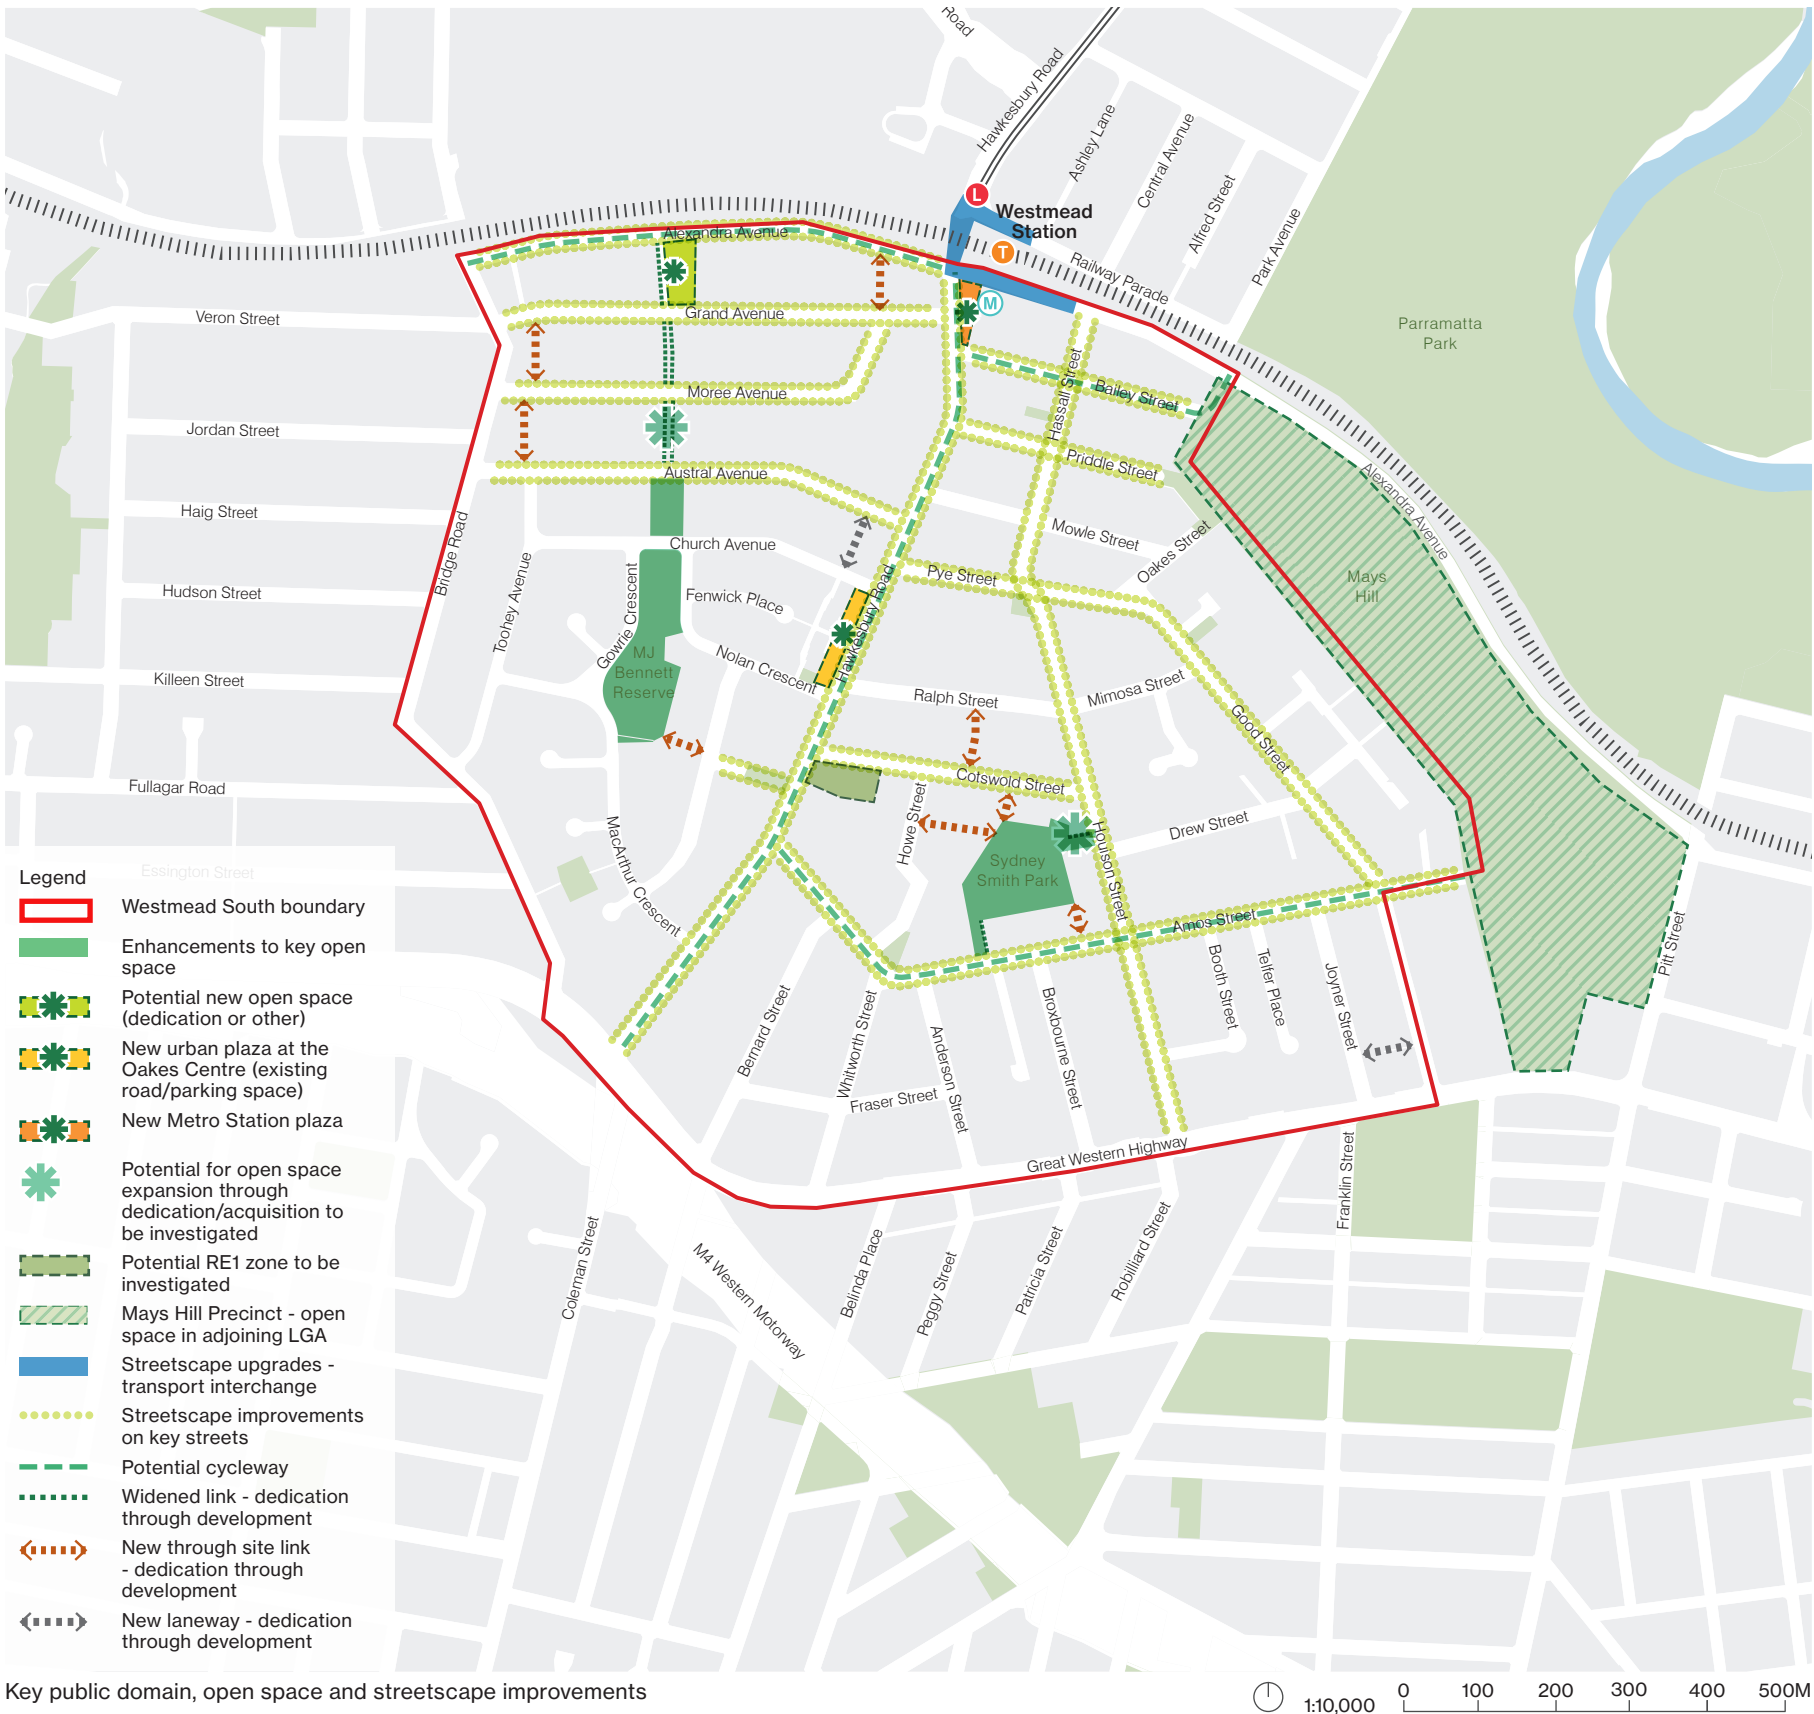 Road
Hawkesbury Road
Ashley Lane
Central Avenue
Alfred Street
Park Avenue
L
Westmead
Station
T
M
Railway Parade
Parramatta
Park
Alexandra Avenue
Veron Street
Grand Avenue
Moree Avenue
Jordan Street
Austral Avenue
Hassall Street
Bailey Street
Priddle Street
Alexandra Avenue
Haig Street
Bridge Road
Church Avenue
Mowle Street
Oakes Street
Mays
Hill
Hudson Street
Toohey Avenue
Gowrie Crescent
Fenwick Place
Hawkesbury Road
Pye Street
MJ
Bennett
Reserve
Nolan Crescent
Killeen Street
Ralph Street
Mimosa Street
Good Street
Fullagar Road
Cotswold Street
MacArthur Crescent
Howe Street
Houison Street
Drew Street
Sydney
Smith Park
Essington Street
Amos Street
Pitt Street
Booth Street
Telfer Place
Joyner Street
Bernard Street
Whitworth Street
Anderson Street
Broxbourne Street
Fraser Street
Great Western Highway
Franklin Street
Coleman Street
M4 Western Motorway
Belinda Place
Peggy Street
Patricia Street
Robilliard Street
Legend
Westmead South boundary
Enhancements to key open
space
Potential new open space
(dedication or other)
New urban plaza at the
Oakes Centre (existing
road/parking space)
New Metro Station plaza
Potential for open space
expansion through
dedication/acquisition to
be investigated
Potential RE1 zone to be
investigated
Mays Hill Precinct - open
space in adjoining LGA
Streetscape upgrades -
transport interchange
Streetscape improvements
on key streets
Potential cycleway
Widened link - dedication
through development
New through site link
- dedication through
development
New laneway - dedication
through development
Key public domain, open space and streetscape improvements
1:10,000
0 100 200 300 400 500M